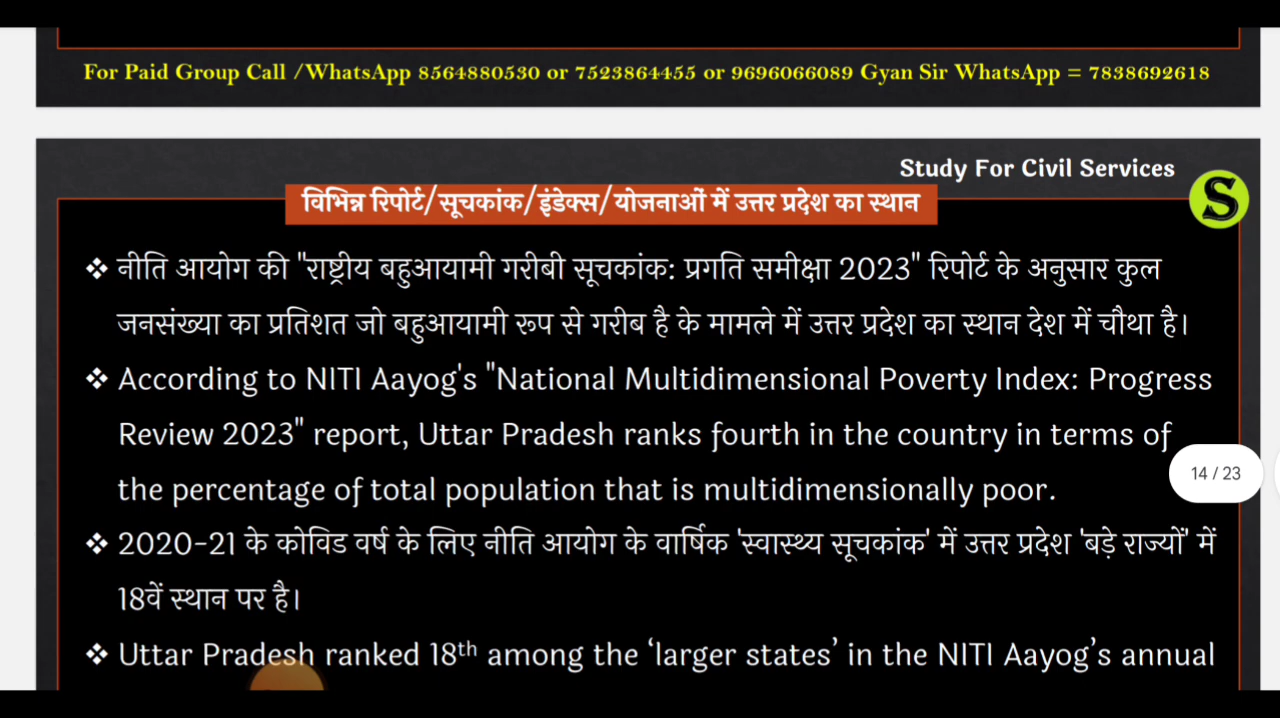 For Paid Group Call /WhatsApp 8564880530 or 7523864455 or 9696066089 Gyan Sir WhatsApp = 7838692618
Study For Civil Services
S
विभिन्न रिपोर्ट/सूचकांक/इंडेक्स/योजनाओं में उत्तर प्रदेश का स्थान
❖ नीति आयोग की "राष्ट्रीय बहुआयामी गरीबी सूचकांक: प्रगति समीक्षा 2023" रिपोर्ट के अनुसार कुल
जनसंख्या का प्रतिशत जो बहुआयामी रूप से गरीब है के मामले में उत्तर प्रदेश का स्थान देश में चौथा है।
❖ According to NITI Aayog's "National Multidimensional Poverty Index: Progress
Review 2023" report, Uttar Pradesh ranks fourth in the country in terms of
the percentage of total population that is multidimensionally poor.
14 / 23
❖ 2020-21 के कोविड वर्ष के लिए नीति आयोग के वार्षिक 'स्वास्थ्य सूचकांक' में उत्तर प्रदेश 'बड़े राज्यों' में
18वें स्थान पर है।
❖ Uttar Pradesh ranked 18th among the ‘larger states’ in the NITI Aayog’s annual